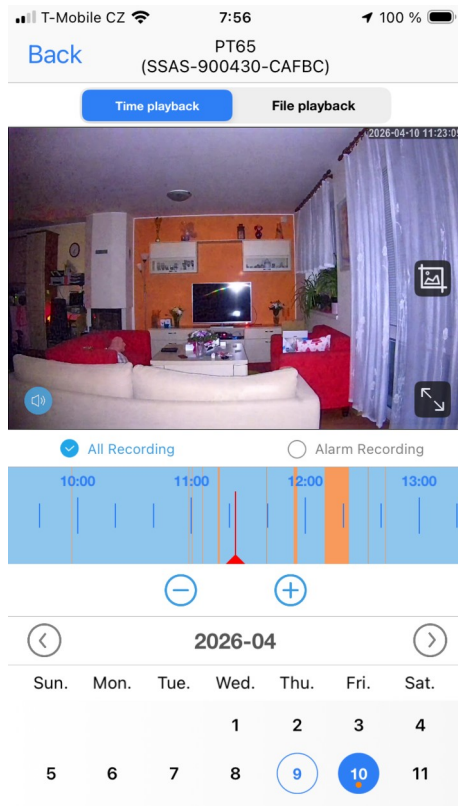 T-Mobile CZ 7:56 100 %
Back
PT65
(SSAS-900430-CAFBC)
Time playback File playback
2026-04-10 11:23:09
All Recording Alarm Recording
10:00 11:00 12:00 13:00
2026-04
Sun. Mon. Tue. Wed. Thu. Fri. Sat.
1 2 3 4
5 6 7 8 9 10 11